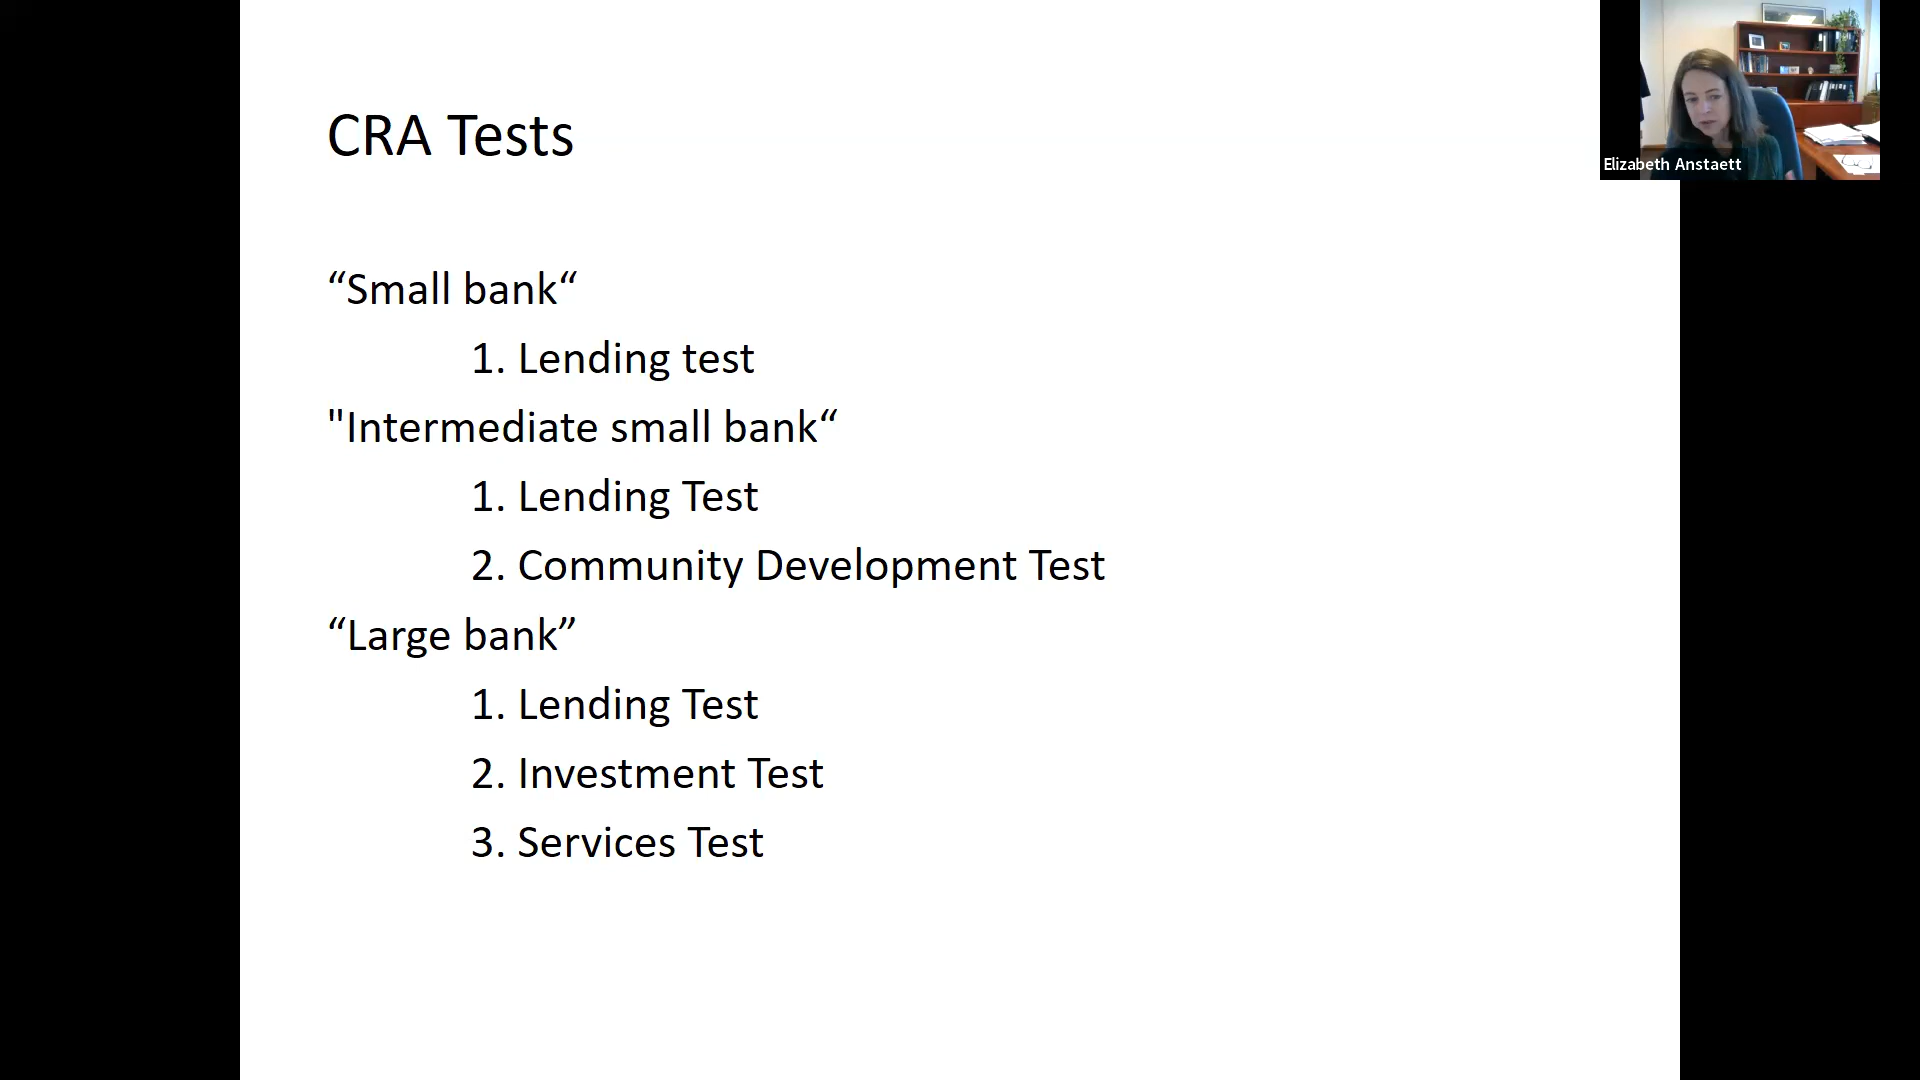 CRA Tests
“Small bank“
1. Lending test
"Intermediate small bank“
1. Lending Test
2. Community Development Test
“Large bank”
1. Lending Test
2. Investment Test
3. Services Test
Elizabeth Anstaett